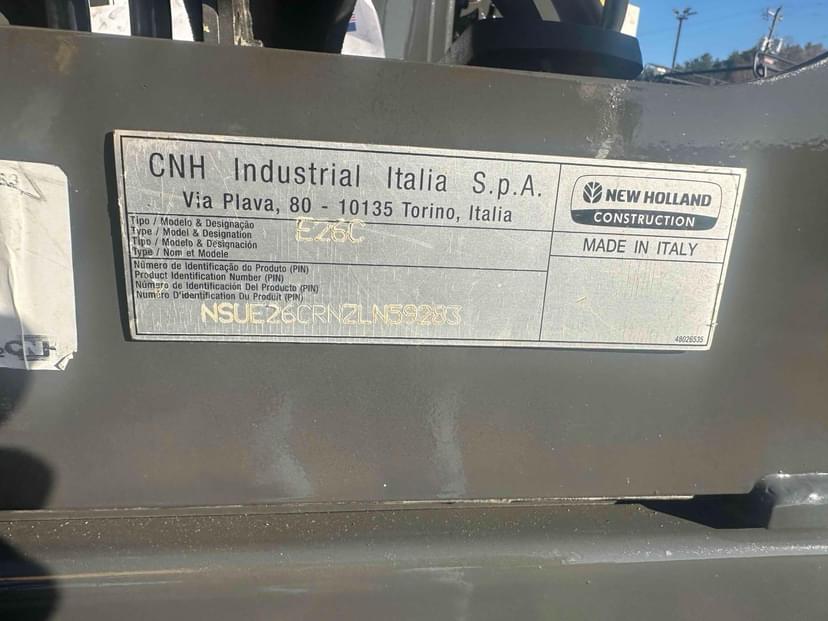 CNH Industrial Italia S.p.A.
Via Plava, 80 - 10135 Torino, Italia
NEW HOLLAND
CONSTRUCTION
MADE IN ITALY
Tipo / Modelo & Designação
Type / Model & Designation
Tipo / Modelo & Designación
Type / Nom et Modele
E26C
Número de Identificação do Produto (PIN)
Product Identification Number (PIN)
Número de Identificación Del Producto (PIN)
Numéro D'identification Du Produit (PIN)
NSUE26CRNZLN59283
48026535
CNH